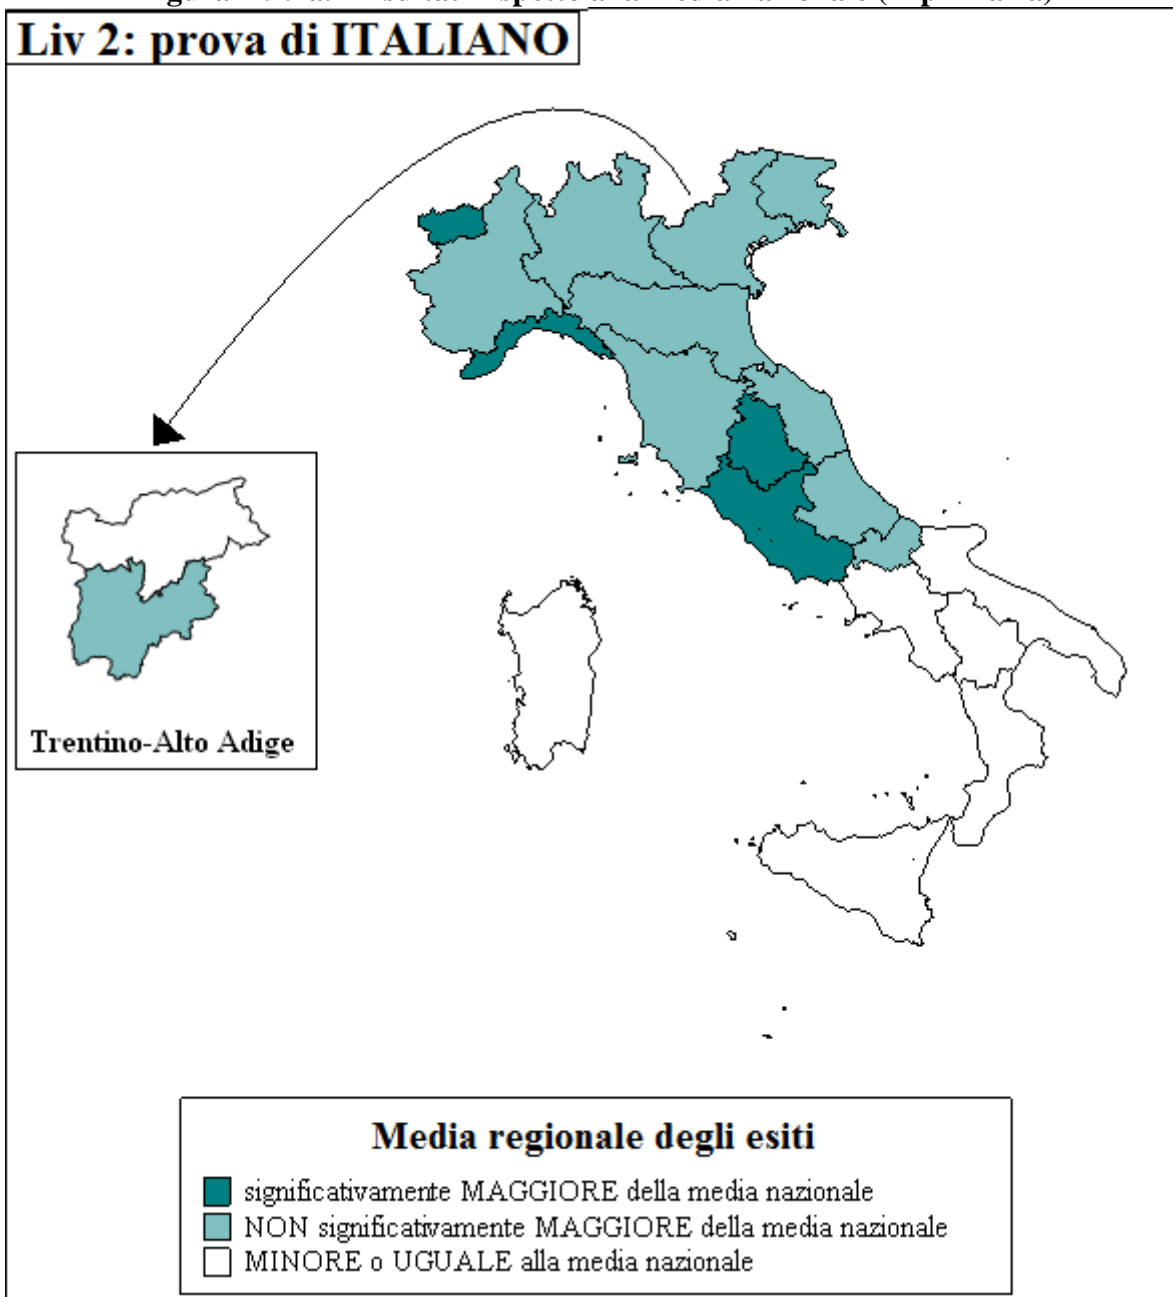 Liv 2: prova di ITALIANO
Trentino-Alto Adige
Media regionale degli esiti
significativamente MAGGIORE della media nazionale
NON significativamente MAGGIORE della media nazionale
MINORE o UGUALE alla media nazionale